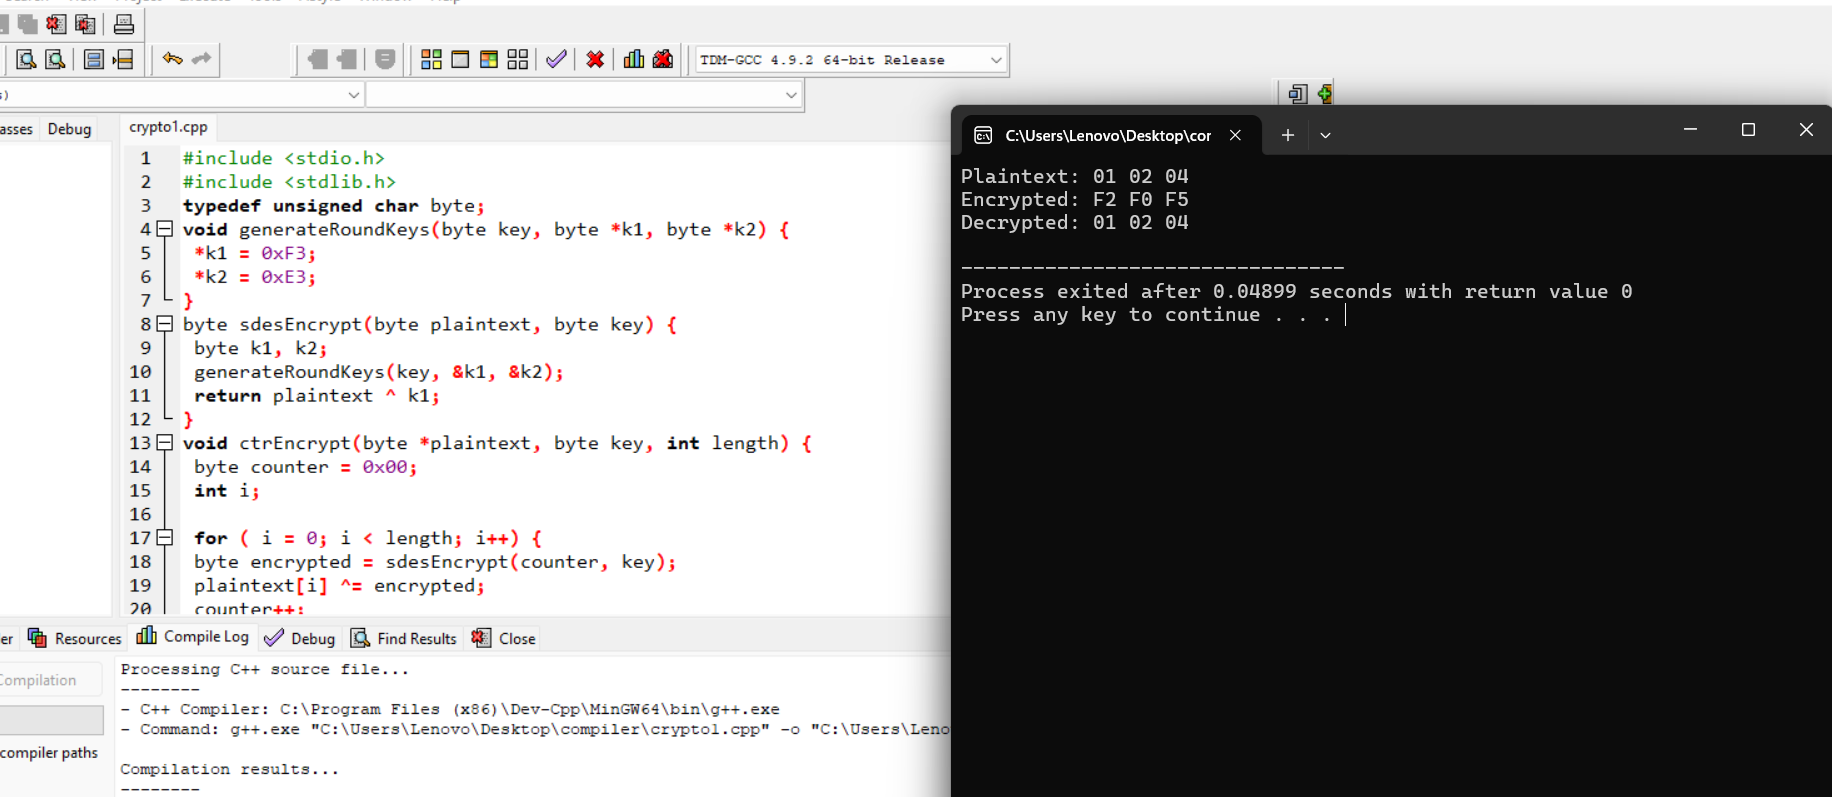 TDM-GCC 4.9.2 64-bit Release
Debug
crypto1.cpp
1 #include <stdio.h>
2 #include <stdlib.h>
3 typedef unsigned char byte;
4 void generateRoundKeys(byte key, byte *k1, byte *k2) {
5 *k1 = 0xF3;
6 *k2 = 0xE3;
7 }
8 byte sdesEncrypt(byte plaintext, byte key) {
9 byte k1, k2;
10 generateRoundKeys(key, &k1, &k2);
11 return plaintext ^ k1;
12 }
13 void ctrEncrypt(byte *plaintext, byte key, int length) {
14 byte counter = 0x00;
15 int i;
16
17 for ( i = 0; i < length; i++) {
18 byte encrypted = sdesEncrypt(counter, key);
19 plaintext[i] ^= encrypted;
20 counter++;
er Resources Compile Log Debug Find Results Close
Compilation
compiler paths
Processing C++ source file...
--------
- C++ Compiler: C:\Program Files (x86)\Dev-Cpp\MinGW64\bin\g++.exe
- Command: g++.exe "C:\Users\Lenovo\Desktop\compiler\crypto1.cpp" -o "C:\Users\Leno
Compilation results...
--------
C:\Users\Lenovo\Desktop\cor
Plaintext: 01 02 04
Encrypted: F2 F0 F5
Decrypted: 01 02 04
--------------------------------
Process exited after 0.04899 seconds with return value 0
Press any key to continue . . .